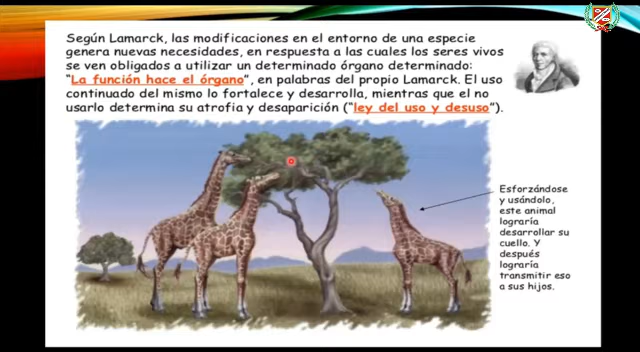 Según Lamarck, las modificaciones en el entorno de una especie
genera nuevas necesidades, en respuesta a las cuales los seres vivos
se ven obligados a utilizar un determinado órgano determinado:
“La función hace el órgano”, en palabras del propio Lamarck. El uso
continuado del mismo lo fortalece y desarrolla, mientras que el no
usarlo determina su atrofia y desaparición (“ley del uso y desuso”).
Esforzándose
y usándolo,
este animal
lograría
desarrollar su
cuello. Y
después
lograría
transmitir eso
a sus hijos.